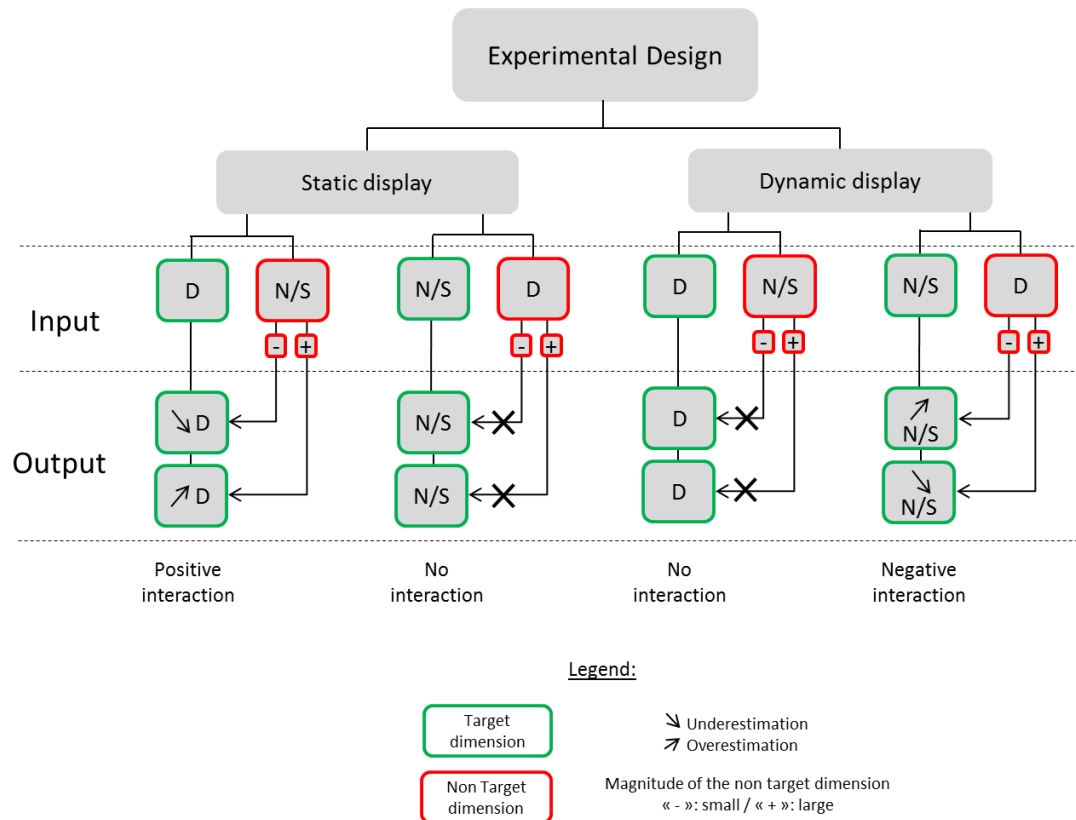 Experimental Design
Static display
Dynamic display
Input
D
N/S
N/S
D
D
N/S
N/S
D
- +
- +
- +
- +
Output
D
N/S
D
N/S
D
N/S
D
N/S
Positive
interaction
No
interaction
No
interaction
Negative
interaction
Legend:
Target
dimension
Underestimation
Overestimation
Non Target
dimension
Magnitude of the non target dimension
« - »: small / « + »: large